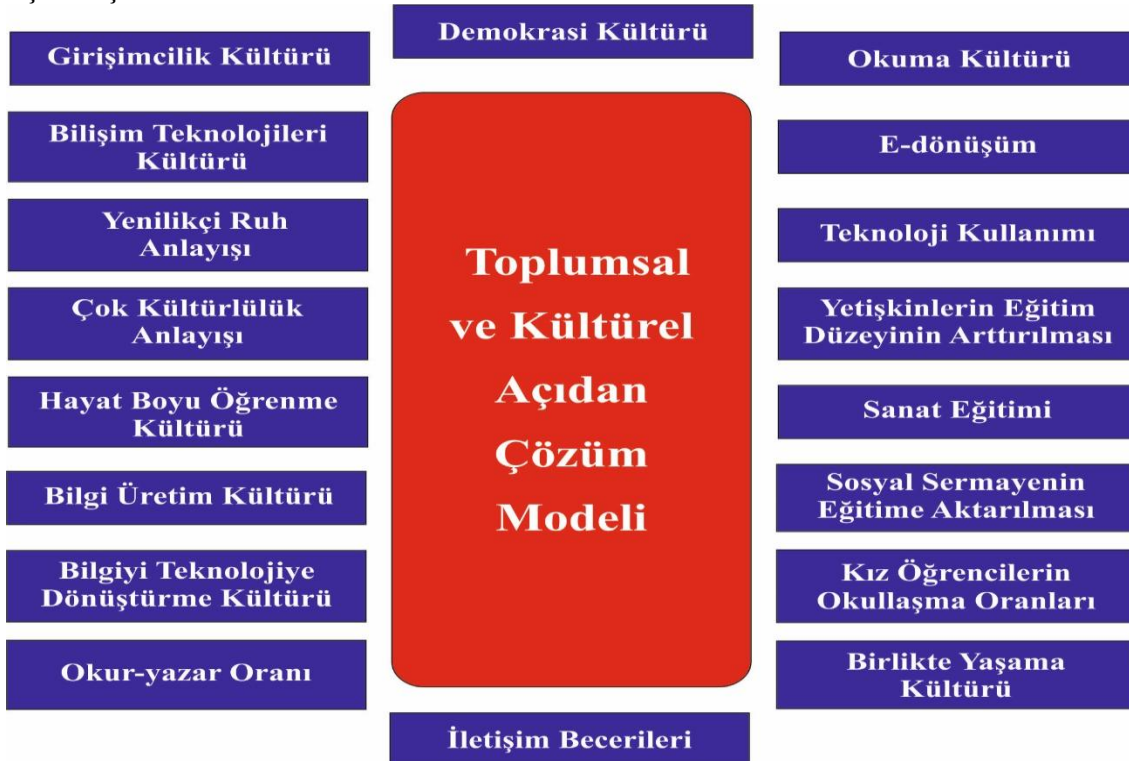 Demokrasi Kültürü
Girişimcilik Kültürü
Bilişim Teknolojileri
Kültürü
Yenilikçi Ruh
Anlayışı
Çok Kültürlülük
Anlayışı
Hayat Boyu Öğrenme
Kültürü
Bilgi Üretim Kültürü
Bilgiyi Teknolojiye
Dönüştürme Kültürü
Okur-yazar Oranı
Toplumsal
ve Kültürel
Açıdan
Çözüm
Modeli
Okuma Kültürü
E-dönüşüm
Teknoloji Kullanımı
Yetişkinlerin Eğitim
Düzeyinin Arttırılması
Sanat Eğitimi
Sosyal Sermayenin
Eğitime Aktarılması
Kız Öğrencilerin
Okullaşma Oranları
Birlikte Yaşama
Kültürü
İletişim Becerileri